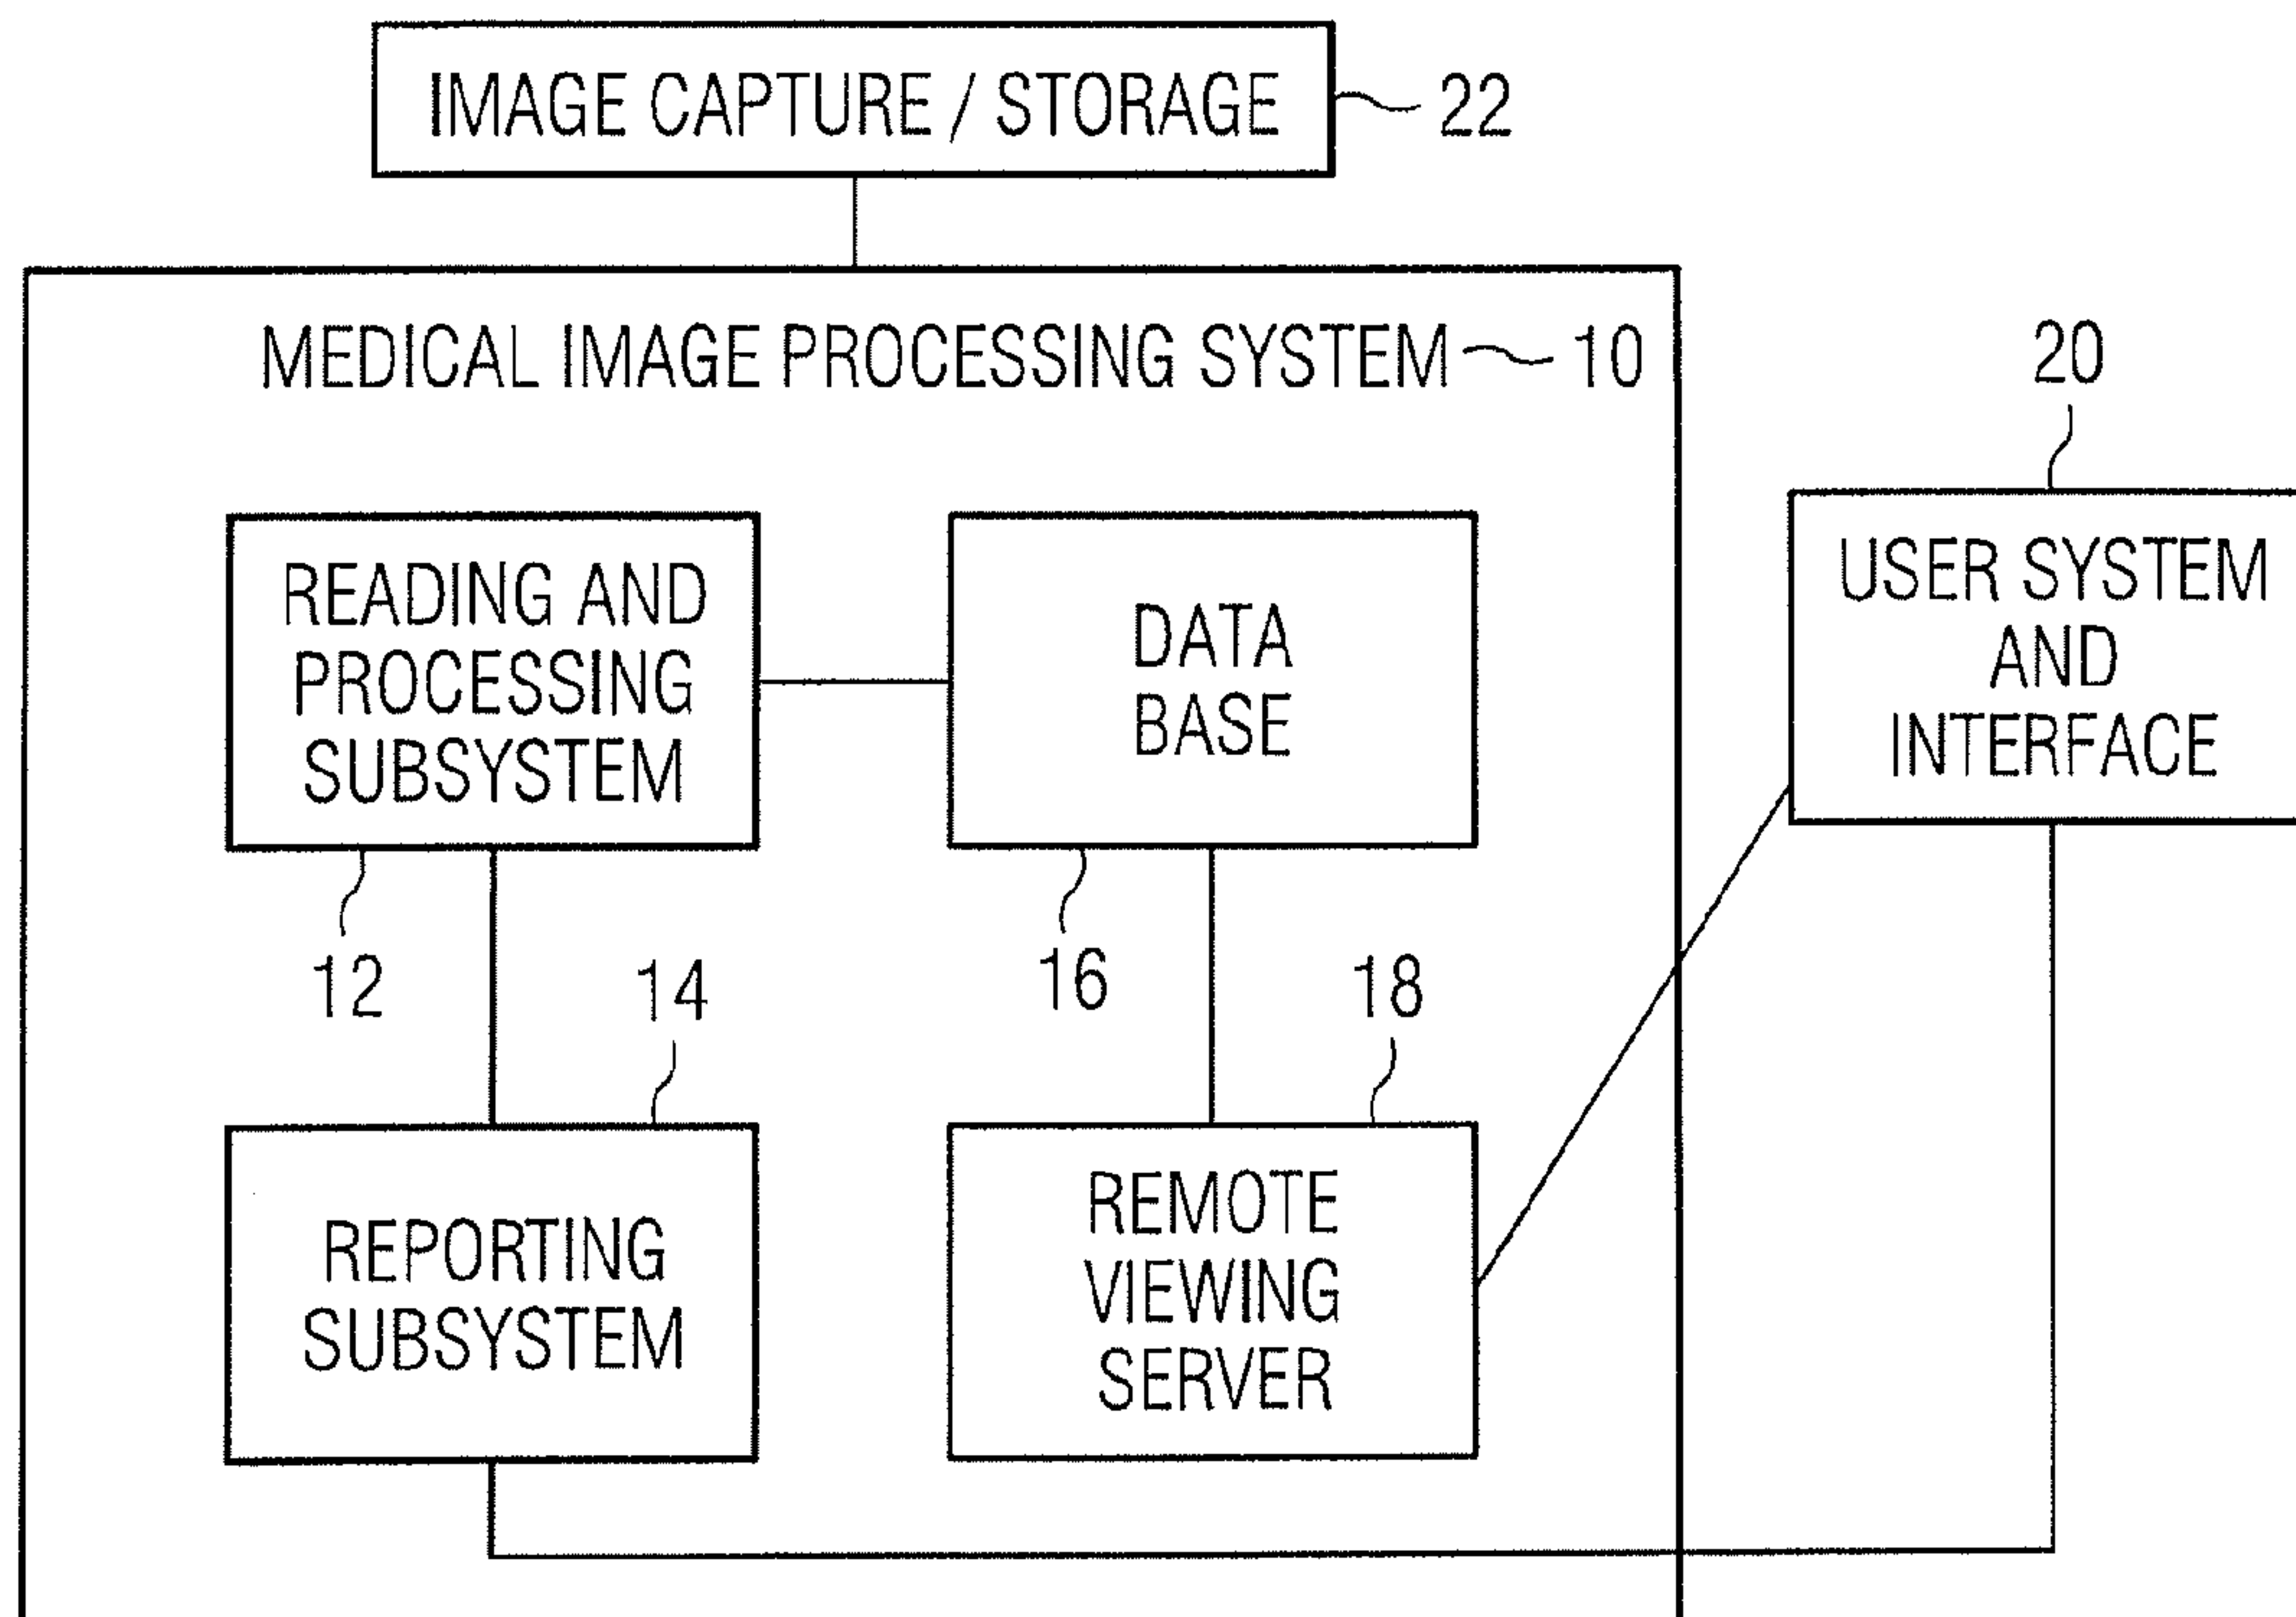 IMAGE CAPTURE / STORAGE
22
MEDICAL IMAGE PROCESSING SYSTEM
10
20
READING AND
PROCESSING
SUBSYSTEM
DATA
BASE
USER SYSTEM
AND
INTERFACE
12
14
16
18
REPORTING
SUBSYSTEM
REMOTE
VIEWING
SERVER